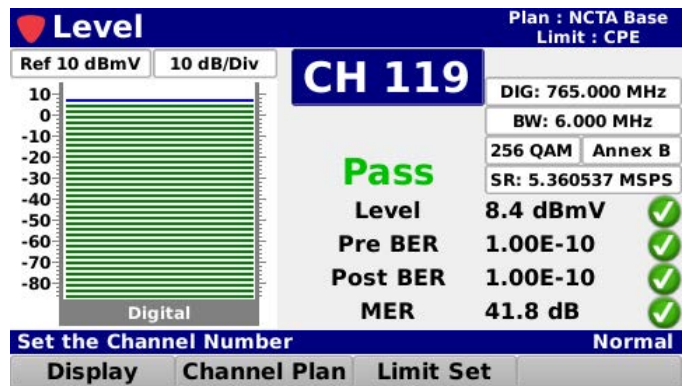 Level
Plan : NCTA Base
Limit : CPE
Ref 10 dBmV
10 dB/Div
CH 119
DIG: 765.000 MHz
BW: 6.000 MHz
256 QAM
Annex B
SR: 5.360537 MSPS
10
0
-10
-20
-30
-40
-50
-60
-70
-80
Digital
Pass
Level 8.4 dBmV
Pre BER 1.00E-10
Post BER 1.00E-10
MER 41.8 dB
Set the Channel Number
Normal
Display
Channel Plan
Limit Set